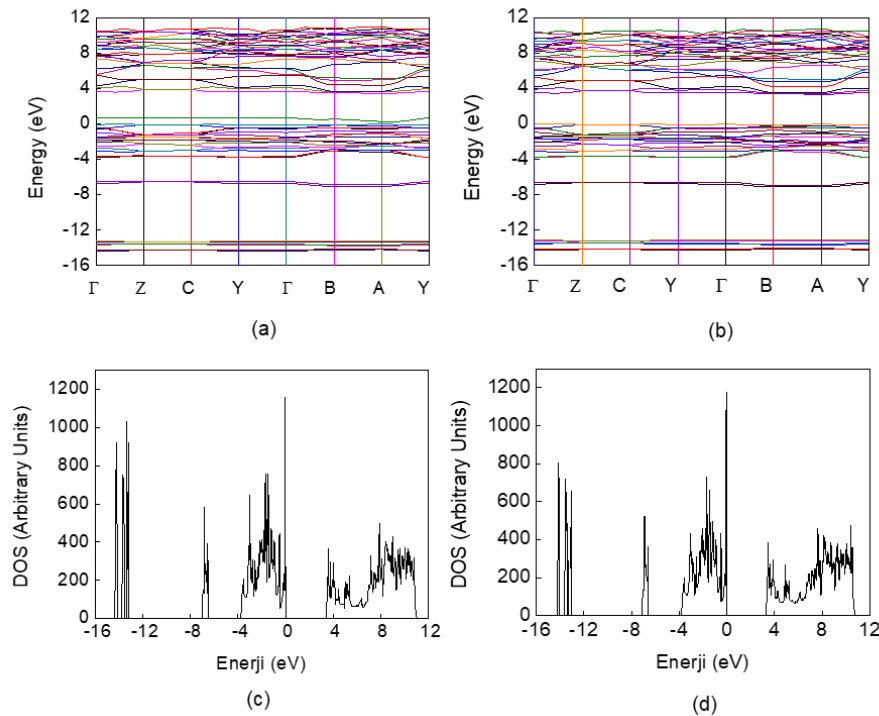 12
8
4
0
-4
-8
-12
-16
Energy (eV)
Γ Z C Y Γ B A Y
(a)
12
8
4
0
-4
-8
-12
-16
Energy (eV)
Γ Z C Y Γ B A Y
(b)
1200
1000
800
600
400
200
0
DOS (Arbitrary Units)
-16 -12 -8 -4 0 4 8 12
Enerji (eV)
(c)
1200
1000
800
600
400
200
0
DOS (Arbitrary Units)
-16 -12 -8 -4 0 4 8 12
Enerji (eV)
(d)